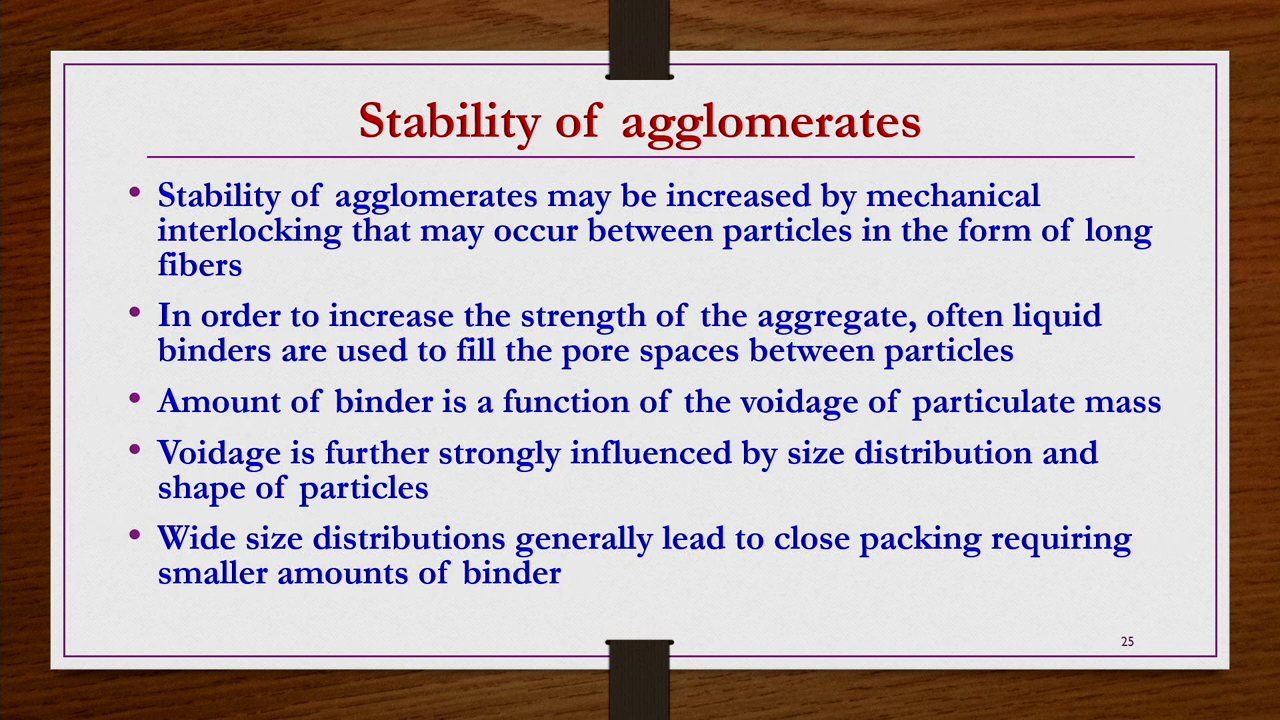 Stability of agglomerates
• Stability of agglomerates may be increased by mechanical
interlocking that may occur between particles in the form of long
fibers
• In order to increase the strength of the aggregate, often liquid
binders are used to fill the pore spaces between particles
• Amount of binder is a function of the voidage of particulate mass
• Voidage is further strongly influenced by size distribution and
shape of particles
• Wide size distributions generally lead to close packing requiring
smaller amounts of binder
25